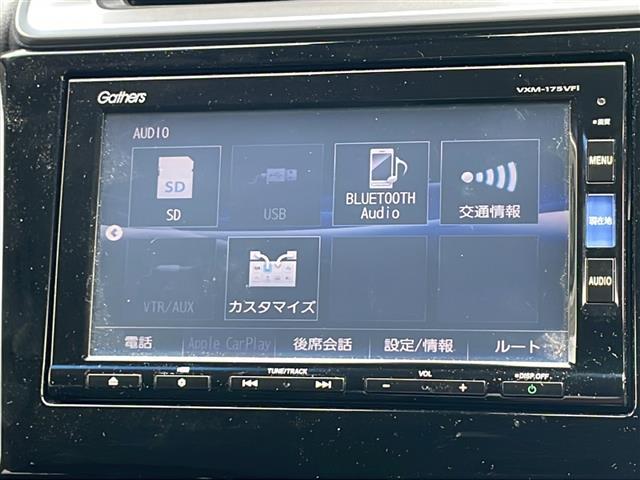 Gathers
VXM-175VFi
AUDIO
SD
USB
BLUETOOTH
Audio
交通情報
VTR/AUX
カスタマイズ
電話
Apple CarPlay
後席会話
設定/情報
ルート
MENU
現在地
AUDIO
TUNE/TRACK
VOL
DISP.OFF